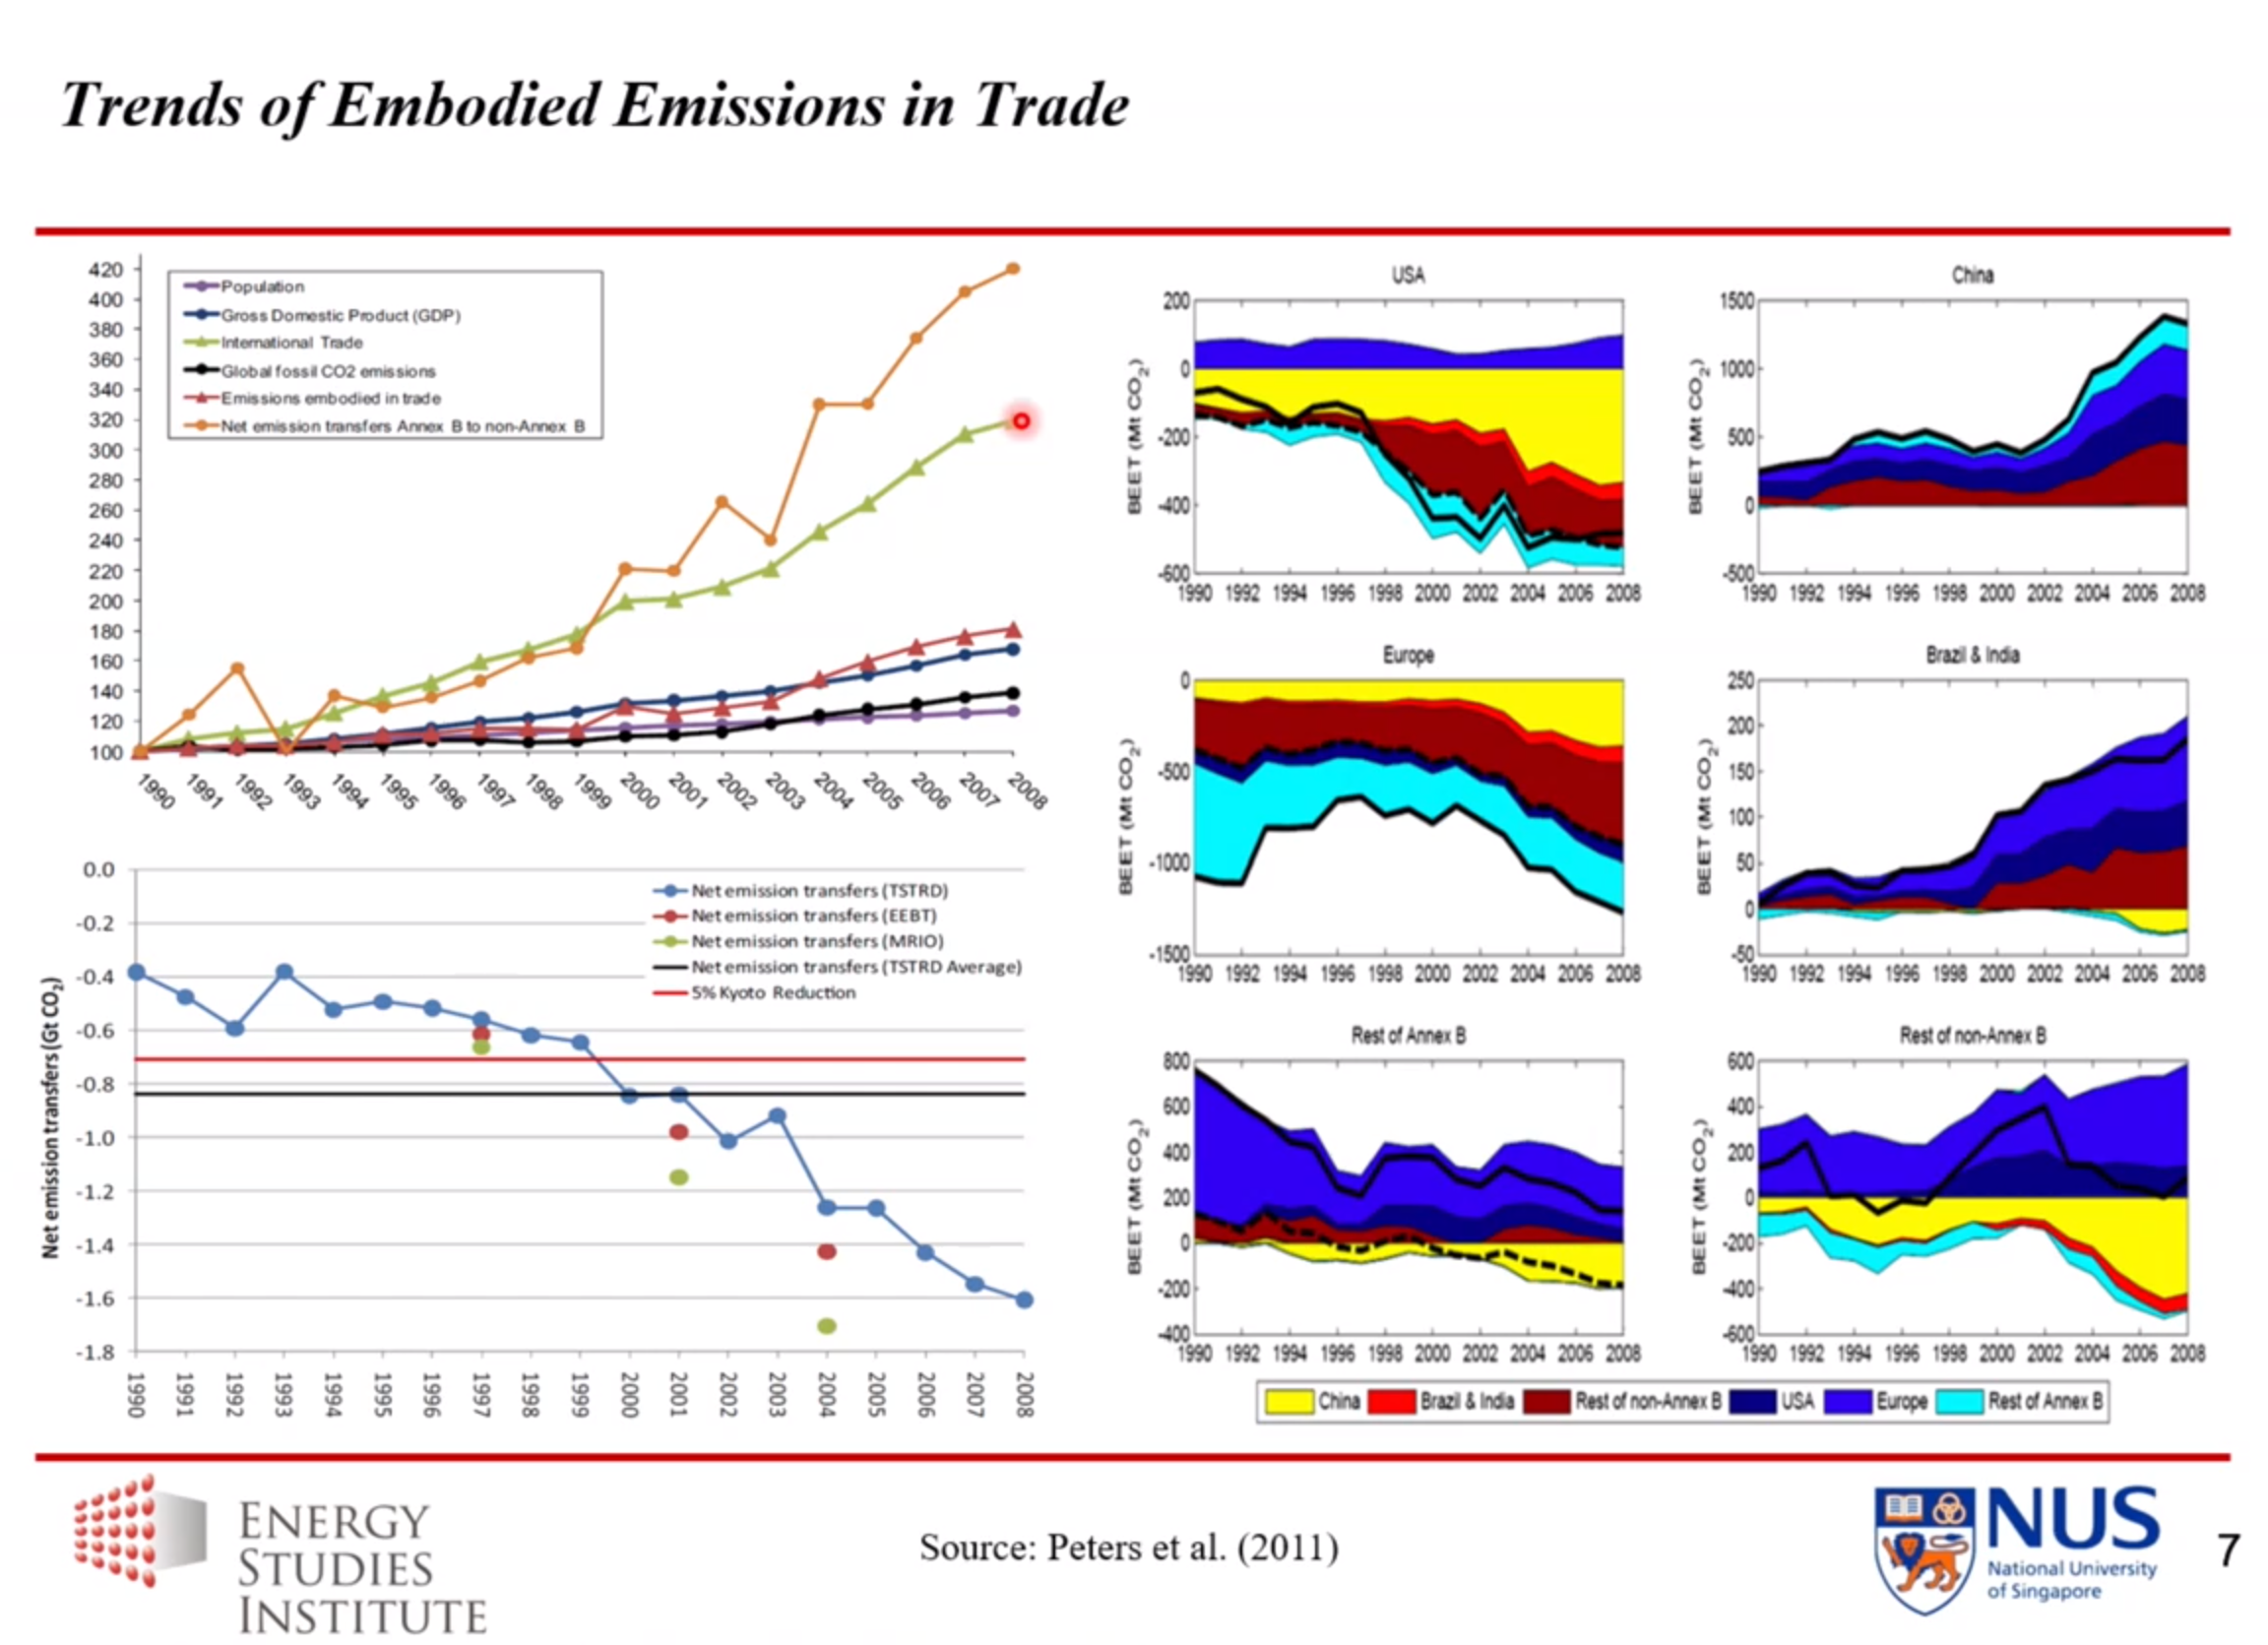 Trends of Embodied Emissions in Trade
420
400
380
360
340
320
300
280
260
240
220
200
180
160
140
120
100
Population
Gross Domestic Product (GDP)
International Trade
Global fossil CO2 emissions
Emissions embodied in trade
Net emission transfers Annex B to non-Annex B
1990 1991 1992 1993 1994 1995 1996 1997 1998 1999 2000 2001 2002 2003 2004 2005 2006 2007 2008
Net emission transfers (Gt CO2)
0.0
-0.2
-0.4
-0.6
-0.8
-1.0
-1.2
-1.4
-1.6
-1.8
Net emission transfers (TSTRD)
Net emission transfers (EEBT)
Net emission transfers (MRIO)
Net emission transfers (TSTRD Average)
5% Kyoto Reduction
1990 1991 1992 1993 1994 1995 1996 1997 1998 1999 2000 2001 2002 2003 2004 2005 2006 2007 2008
USA
BEET (Mt CO2)
200
0
-200
-400
-600
1990 1992 1994 1996 1998 2000 2002 2004 2006 2008
China
BEET (Mt CO2)
1500
1000
500
0
-500
1990 1992 1994 1996 1998 2000 2002 2004 2006 2008
Europe
BEET (Mt CO2)
0
-500
-1000
-1500
1990 1992 1994 1996 1998 2000 2002 2004 2006 2008
Brazil & India
BEET (Mt CO2)
250
200
150
100
50
0
-50
1990 1992 1994 1996 1998 2000 2002 2004 2006 2008
Rest of Annex B
BEET (Mt CO2)
800
600
400
200
0
-200
-400
1990 1992 1994 1996 1998 2000 2002 2004 2006 2008
Rest of non-Annex B
BEET (Mt CO2)
600
400
200
0
-200
-400
-600
1990 1992 1994 1996 1998 2000 2002 2004 2006 2008
China Brazil & India Rest of non-Annex B USA Europe Rest of Annex B
ENERGY
STUDIES
INSTITUTE
Source: Peters et al. (2011)
NUS
National University
of Singapore
7